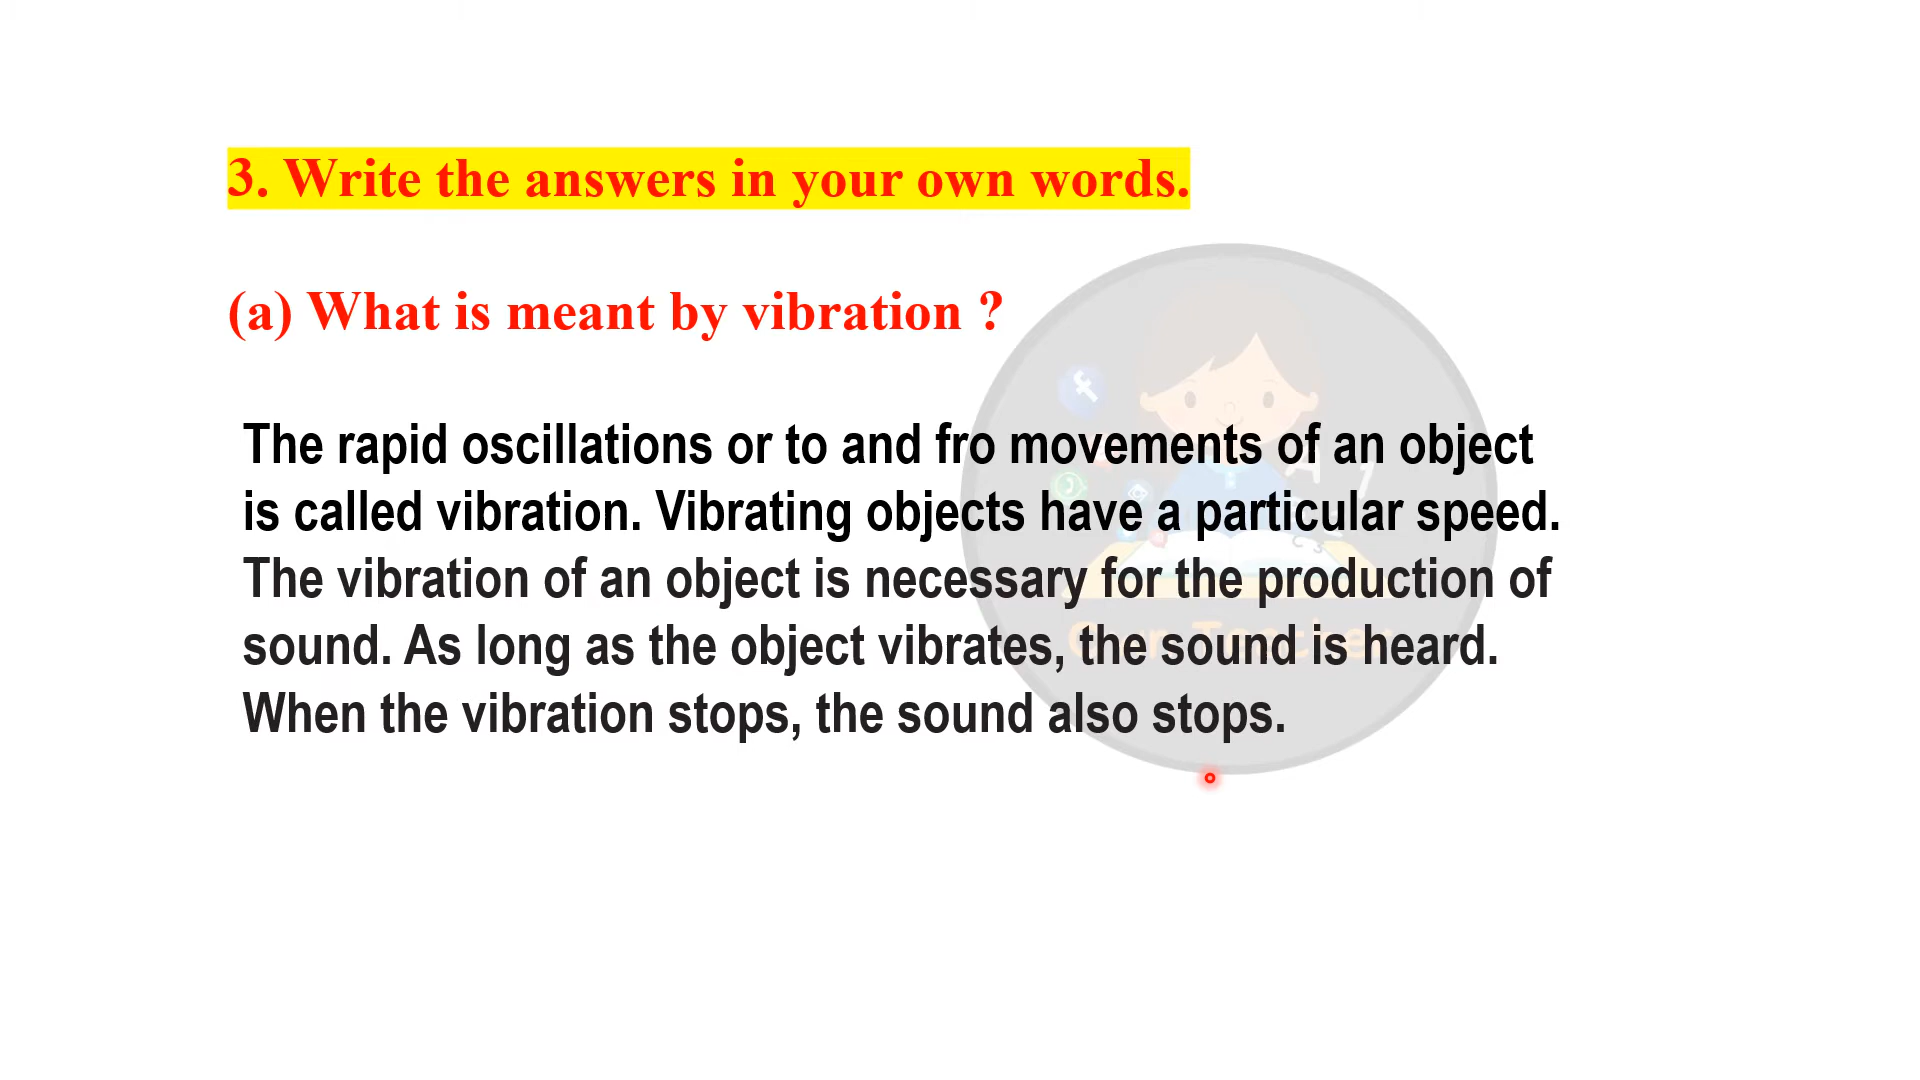 3. Write the answers in your own words.
(a) What is meant by vibration ?
The rapid oscillations or to and fro movements of an object
is called vibration. Vibrating objects have a particular speed.
The vibration of an object is necessary for the production of
sound. As long as the object vibrates, the sound is heard.
When the vibration stops, the sound also stops.